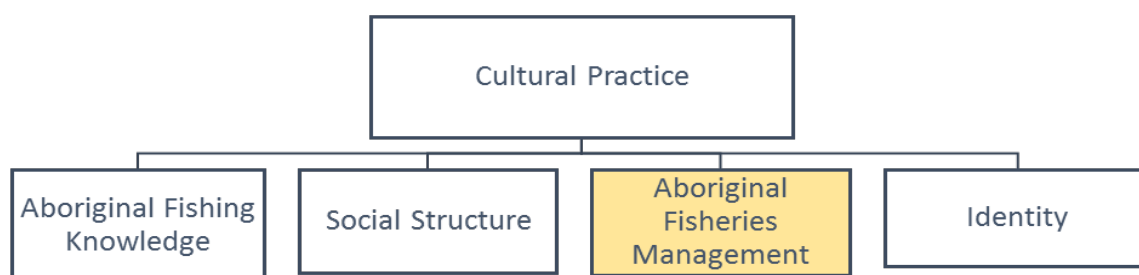 Cultural Practice
Aboriginal Fishing
Knowledge
Social Structure
Aboriginal
Fisheries
Management
Identity